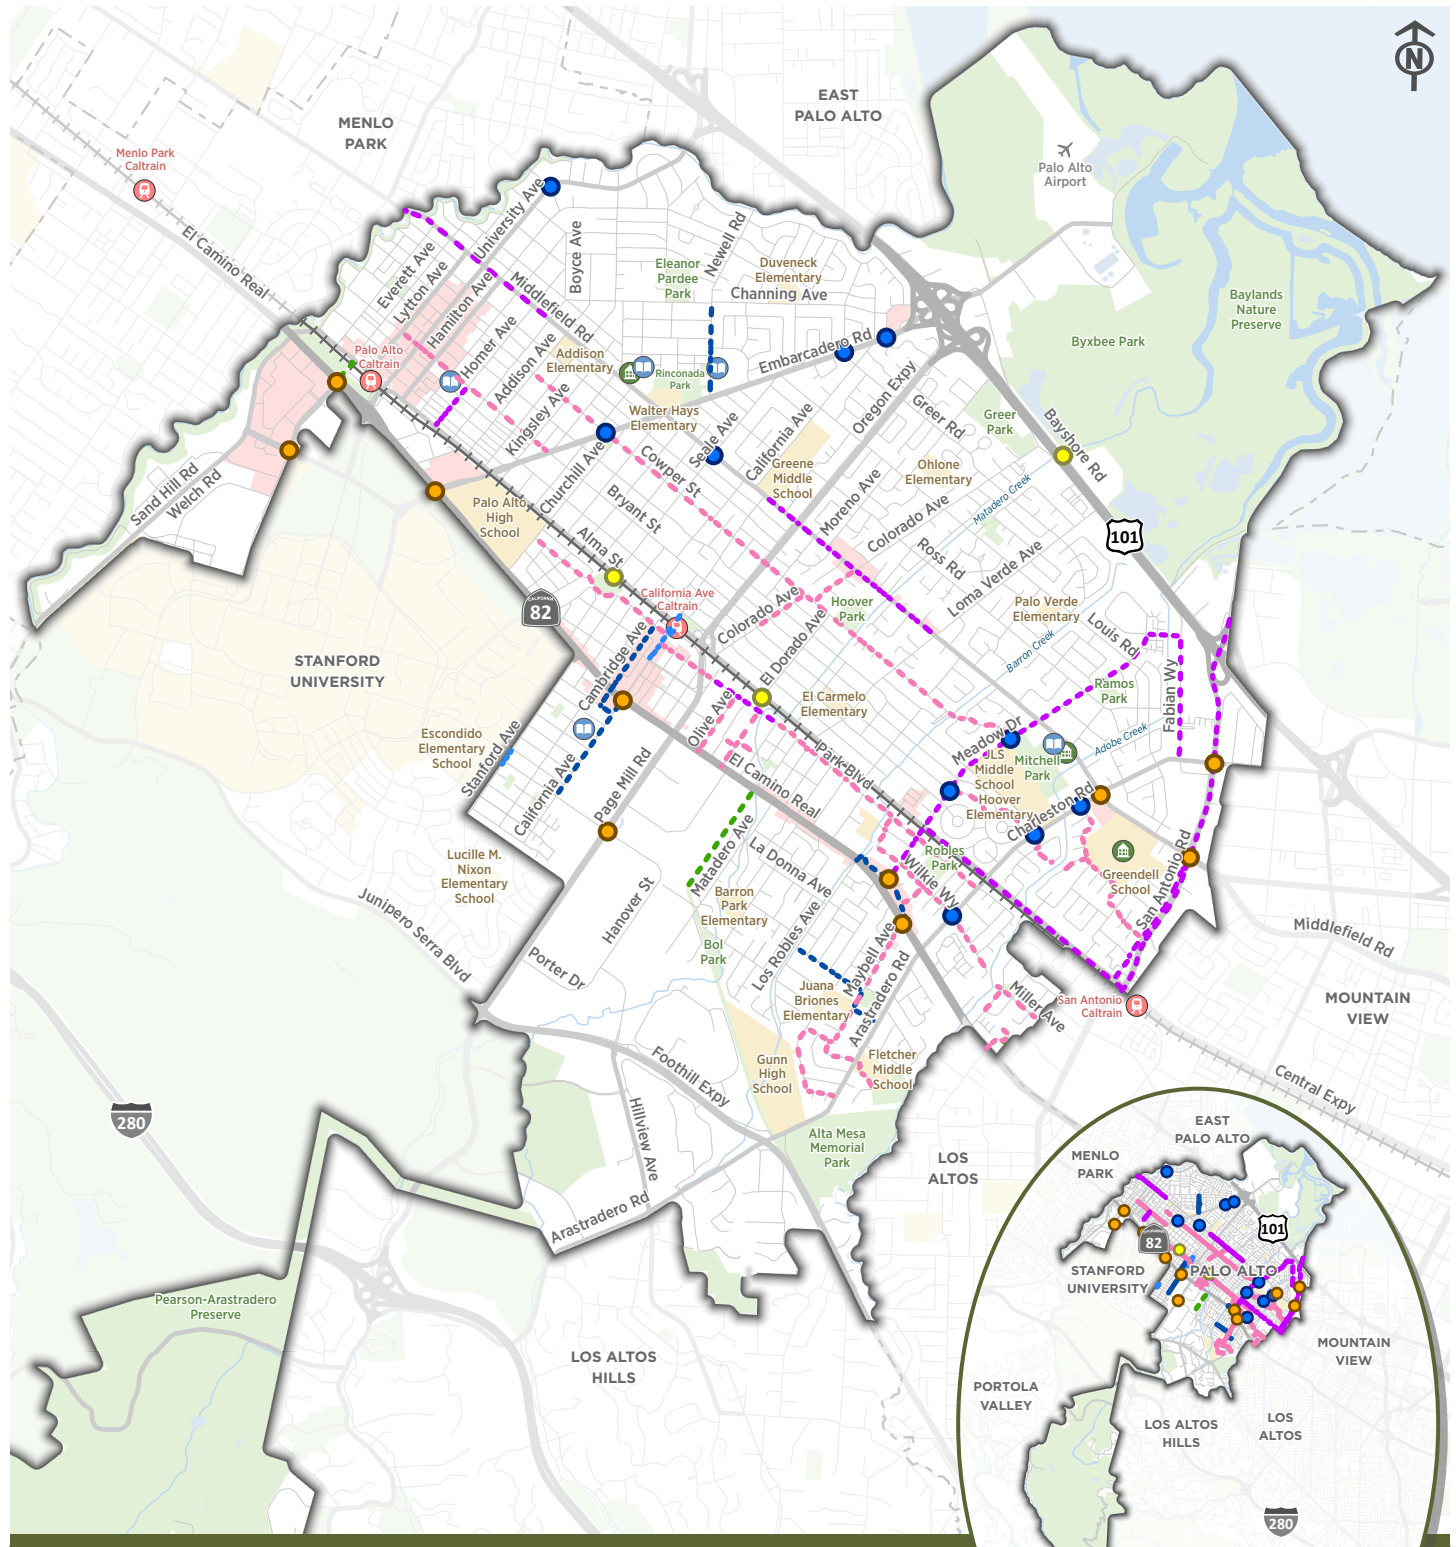 N
EAST
PALO ALTO
MENLO
PARK
Menlo Park
Caltrain
Palo Alto
Airport
El Camino Real
University Ave
Everett Ave
Lytton Ave
Hamilton Ave
Boyce Ave
Newell Rd
Eleanor
Pardee
Park
Duveneck
Elementary
Channing Ave
Middlefield Rd
Baylands
Nature
Preserve
Byxbee Park
Palo Alto
Caltrain
Homer Ave
Addison Ave
Addison
Elementary
Rinconada
Park
Embarcadero Rd
Oregon Expy
Kingsley Ave
Walter Hays
Elementary
Seale Ave
California Ave
Greer Rd
Greer
Park
Bayshore Rd
Churchill Ave
Cowper St
Greene
Middle
School
Ohlone
Elementary
Sand Hill Rd
Welch Rd
Palo Alto
High
School
Bryant St
Moreno Ave
Colorado Ave
Matadero Creek
Alma St
Ross Rd
Loma Verde Ave
101
CALIFORNIA
82
California Ave
Caltrain
Colorado Ave
Hoover
Park
Palo Verde
Elementary
Louis Rd
STANFORD
UNIVERSITY
Cambridge Ave
El Dorado Ave
Barron Creek
Ramos
Park
Fabian Wy
El Carmelo
Elementary
Olive Ave
Escondido
Elementary
School
Stanford Ave
Meadow Dr
Adobe Creek
Park Blvd
JLS
Middle
School
Mitchell
Park
California Ave
Page Mill Rd
El Camino Real
Hoover
Elementary
Charleston Rd
Matadero Ave
La Donna Ave
Robles
Park
Wilkie Wy
Greendell
School
San Antonio Rd
Lucille M.
Nixon
Elementary
School
Junipero Serra Blvd
Hanover St
Barron
Park
Elementary
Los Robles Ave
Middlefield Rd
Porter Dr
Bol
Park
Maybell Ave
Arastradero Rd
Juana
Briones
Elementary
Miller Ave
San Antonio
Caltrain
MOUNTAIN
VIEW
Foothill Expy
Gunn
High
School
Fletcher
Middle
School
Central Expy
280
Hillview Ave
Alta Mesa
Memorial
Park
LOS
ALTOS
Arastradero Rd
Pearson-Arastradero
Preserve
LOS ALTOS
HILLS
EAST
PALO ALTO
MENLO
PARK
101
82
STANFORD
UNIVERSITY
PALO ALTO
MOUNTAIN
VIEW
PORTOLA
VALLEY
LOS ALTOS
HILLS
LOS
ALTOS
280